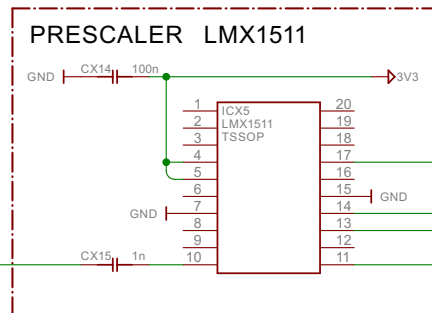 PRESCALER LMX1511
GND CX14 100n 3V3
ICX5
LMX1511
TSSOP
1 20
2 19
3 18
4 17
5 16
6 15 GND
GND 7 14
8 13
9 12
CX15 1n 10 11